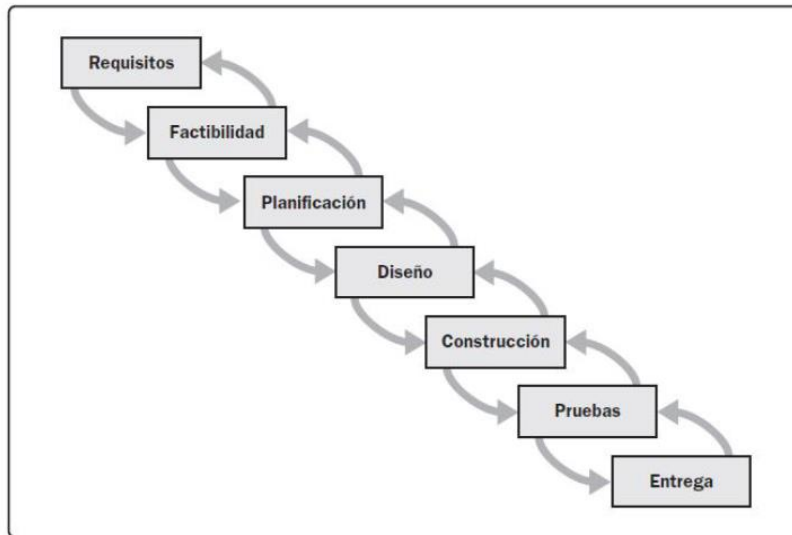 Requisitos
Factibilidad
Planificación
Diseño
Construcción
Pruebas
Entrega